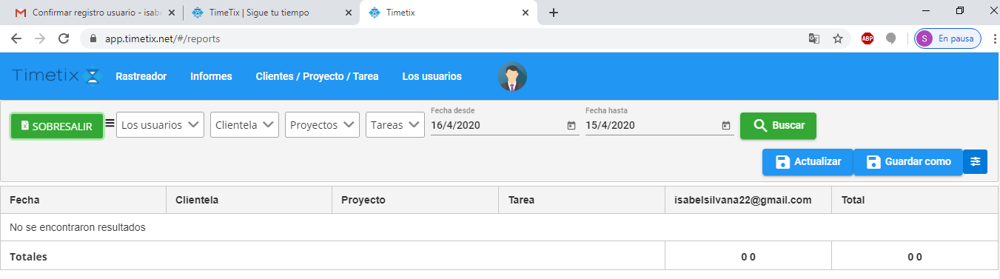 Confirmar registro usuario - isabe
TimeTix | Sigue tu tiempo
Timetix
app.timetix.net/#/reports
ABP
S
En pausa
Timetix
Rastreador
Informes
Clientes / Proyecto / Tarea
Los usuarios
SOBRESALIR
Los usuarios
Clientela
Proyectos
Tareas
Fecha desde
16/4/2020
Fecha hasta
15/4/2020
Buscar
Actualizar
Guardar como
Fecha Clientela Proyecto Tarea isabelsilvana22@gmail.com Total
No se encontraron resultados
Totales 0 0 0 0